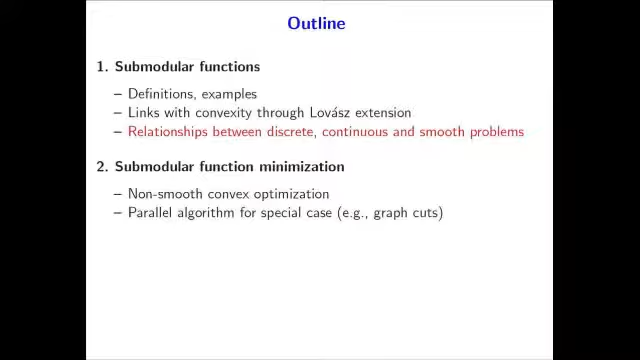 Outline
1. Submodular functions
– Definitions, examples
– Links with convexity through Lovász extension
– Relationships between discrete, continuous and smooth problems
2. Submodular function minimization
– Non-smooth convex optimization
– Parallel algorithm for special case (e.g., graph cuts)